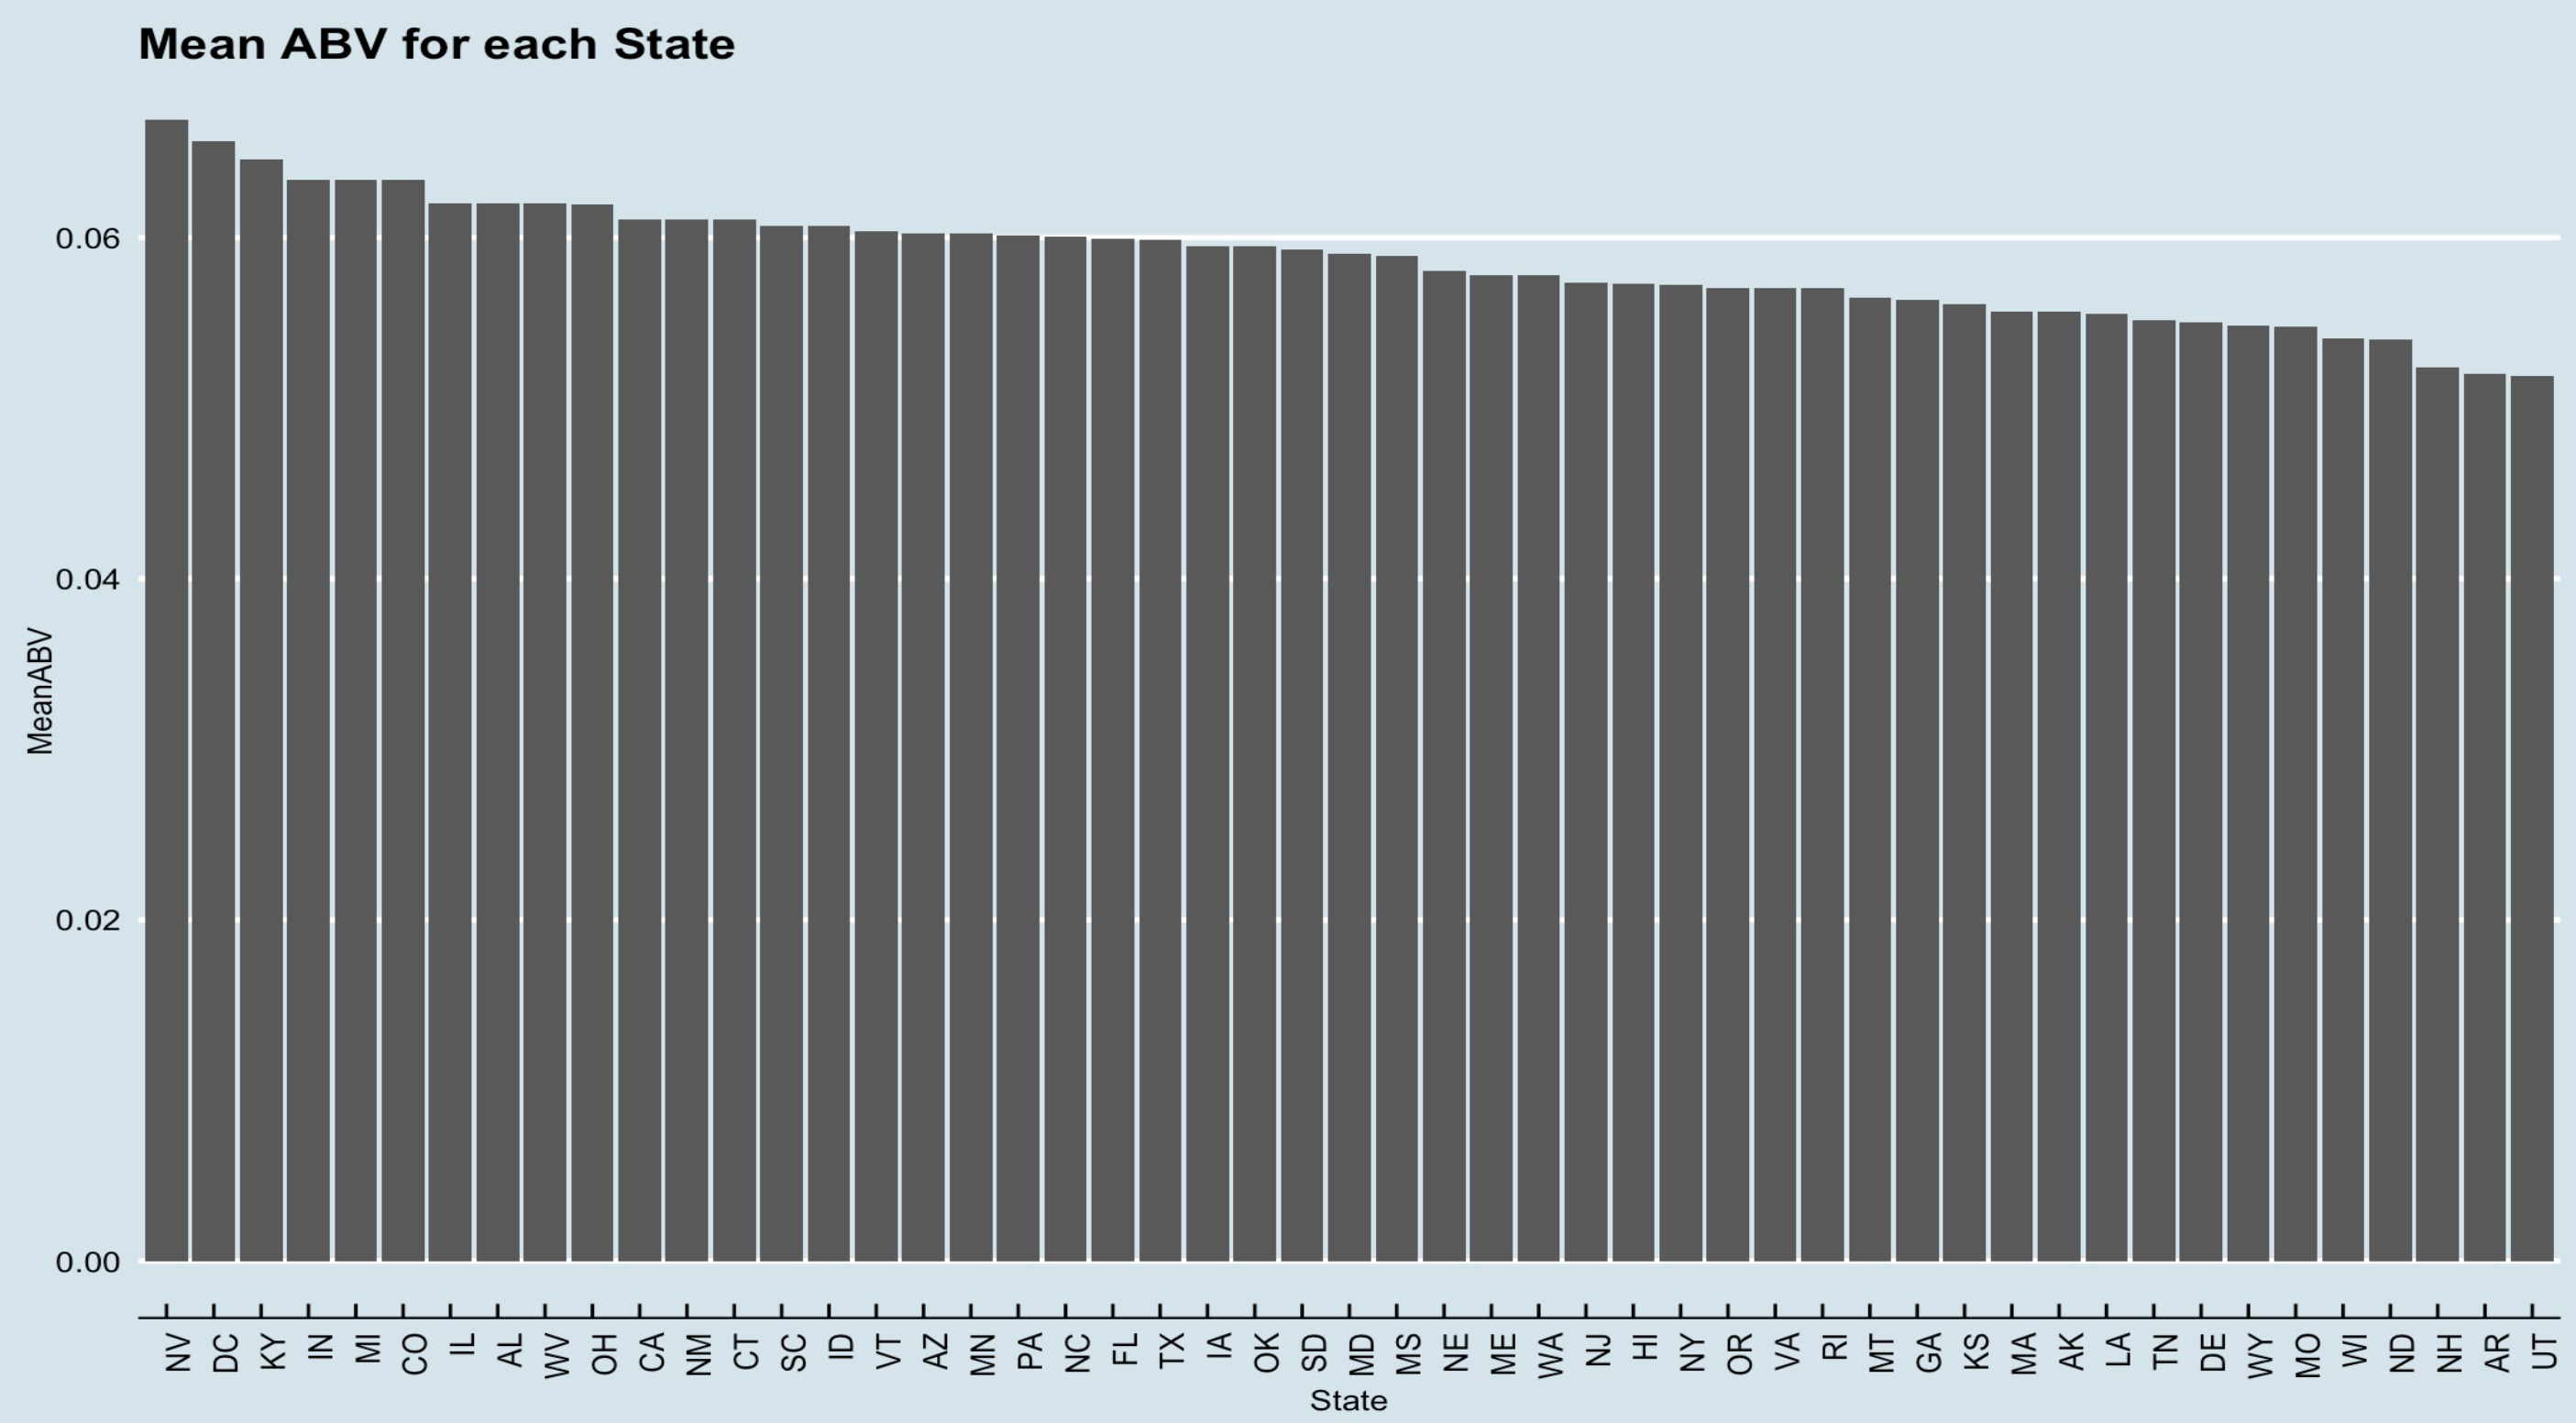 Mean ABV for each State
0.06
0.04
0.02
0.00
MeanABV
NV DC KY IN MI CO IL AL WV OH CA NM CT SC ID VT AZ MN PA NC FL TX IA OK SD MD MS NE ME WA NJ HI NY OR VA RI MT GA KS MA AK LA TN DE WY MO WI ND NH AR UT
State